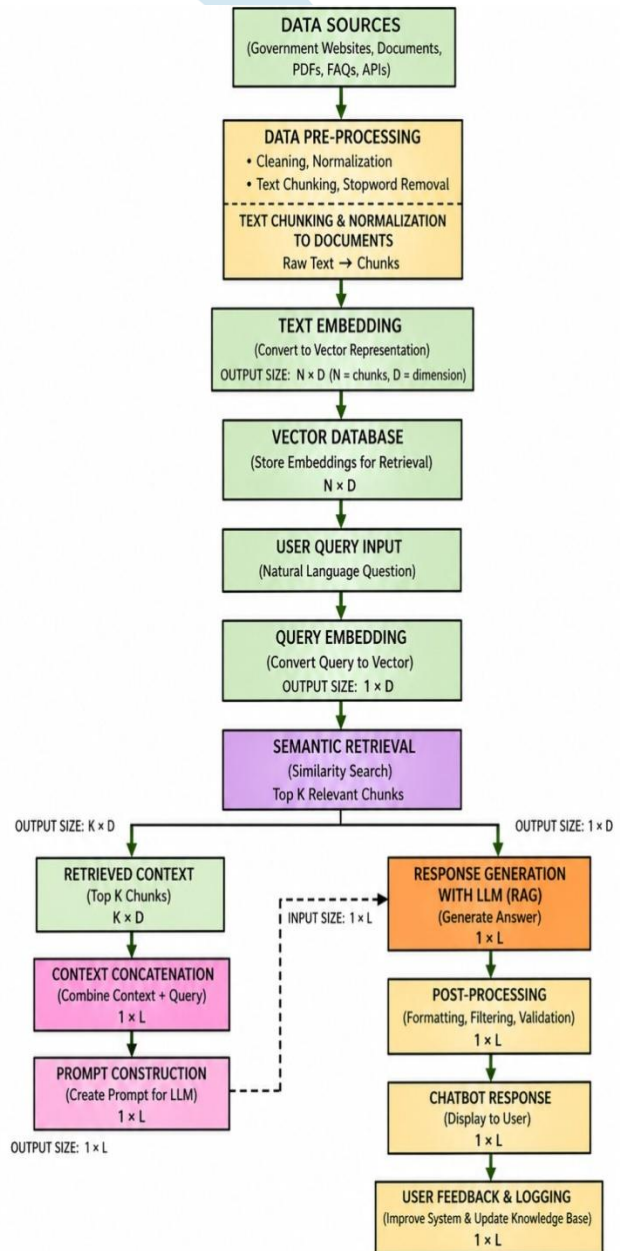 DATA SOURCES
(Government Websites, Documents,
PDFs, FAQs, APIs)
DATA PRE-PROCESSING
• Cleaning, Normalization
• Text Chunking, Stopword Removal
TEXT CHUNKING & NORMALIZATION
TO DOCUMENTS
Raw Text → Chunks
TEXT EMBEDDING
(Convert to Vector Representation)
OUTPUT SIZE: N × D (N = chunks, D = dimension)
VECTOR DATABASE
(Store Embeddings for Retrieval)
N × D
USER QUERY INPUT
(Natural Language Question)
QUERY EMBEDDING
(Convert Query to Vector)
OUTPUT SIZE: 1 × D
SEMANTIC RETRIEVAL
(Similarity Search)
Top K Relevant Chunks
OUTPUT SIZE: K × D
RETRIEVED CONTEXT
(Top K Chunks)
K × D
CONTEXT CONCATENATION
(Combine Context + Query)
1 × L
PROMPT CONSTRUCTION
(Create Prompt for LLM)
1 × L
OUTPUT SIZE: 1 × L
INPUT SIZE: 1 × L
OUTPUT SIZE: 1 × D
RESPONSE GENERATION
WITH LLM (RAG)
(Generate Answer)
1 × L
POST-PROCESSING
(Formatting, Filtering, Validation)
1 × L
CHATBOT RESPONSE
(Display to User)
1 × L
USER FEEDBACK & LOGGING
(Improve System & Update Knowledge Base)
1 × L